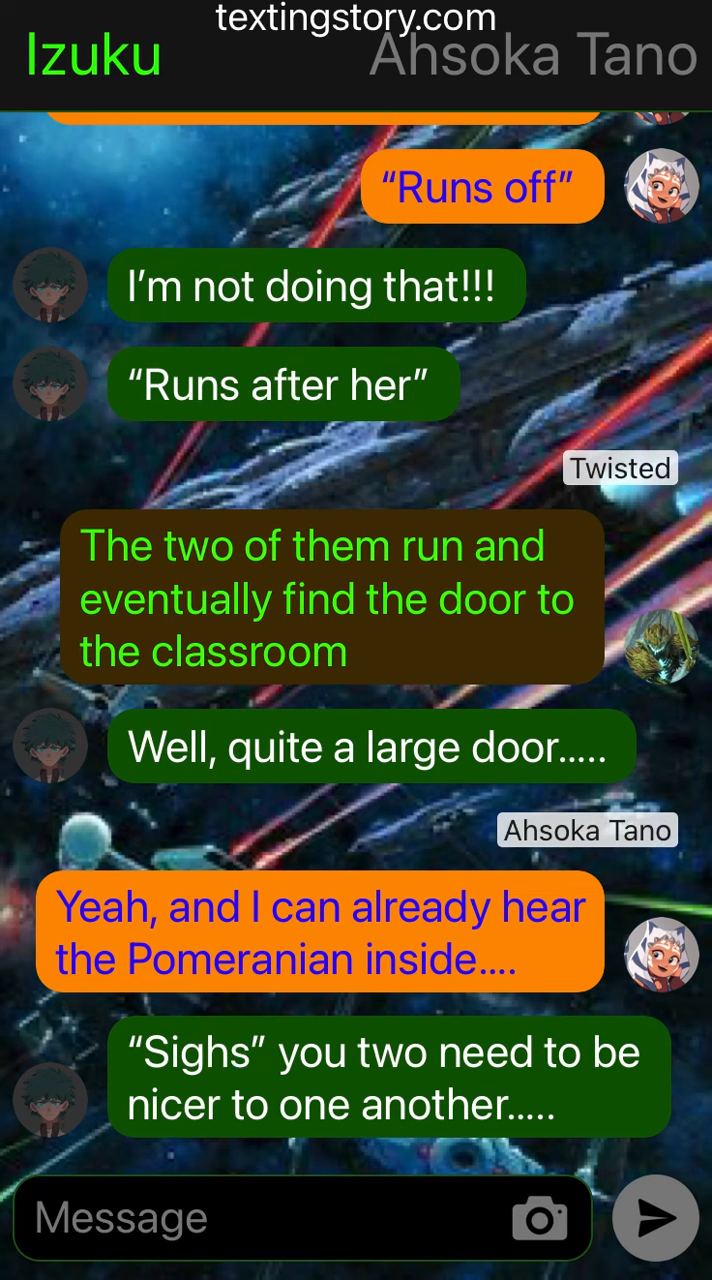 textingstory.com
Izuku
Ahsoka Tano
“Runs off”
I’m not doing that!!!
“Runs after her”
Twisted
The two of them run and
eventually find the door to
the classroom
Well, quite a large door.....
Ahsoka Tano
Yeah, and I can already hear
the Pomeranian inside....
“Sighs” you two need to be
nicer to one another.....
Message